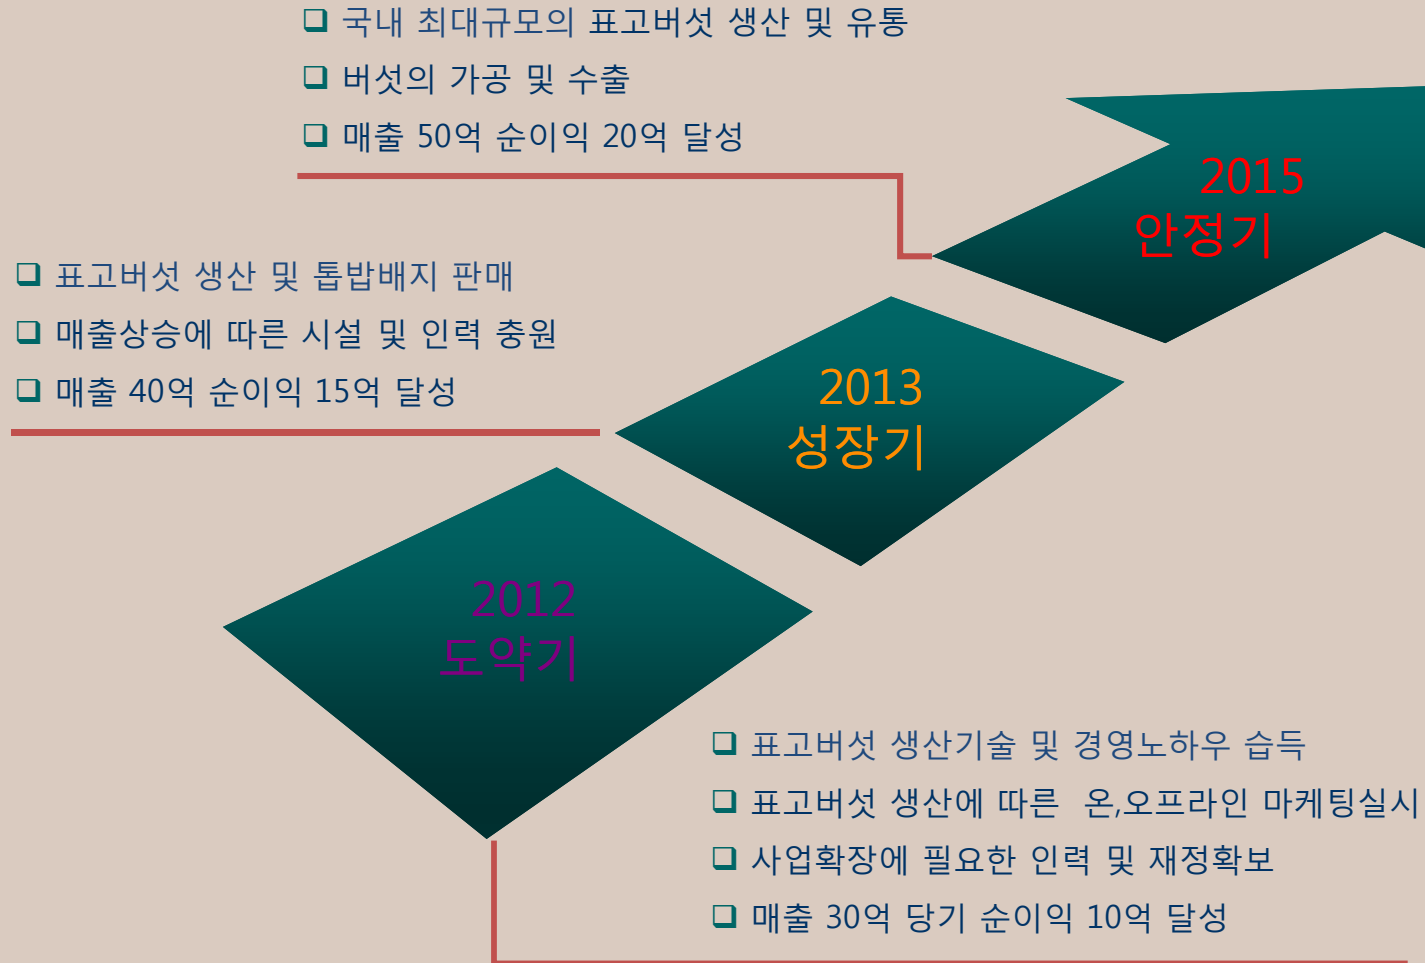 ❑ 국내 최대규모의 표고버섯 생산 및 유통
❑ 버섯의 가공 및 수출
❑ 매출 50억 순이익 20억 달성
2015
안정기
❑ 표고버섯 생산 및 톱밥배지 판매
❑ 매출상승에 따른 시설 및 인력 충원
❑ 매출 40억 순이익 15억 달성
2013
성장기
2012
도약기
❑ 표고버섯 생산기술 및 경영노하우 습득
❑ 표고버섯 생산에 따른 온,오프라인 마케팅실시
❑ 사업확장에 필요한 인력 및 재정확보
❑ 매출 30억 당기 순이익 10억 달성